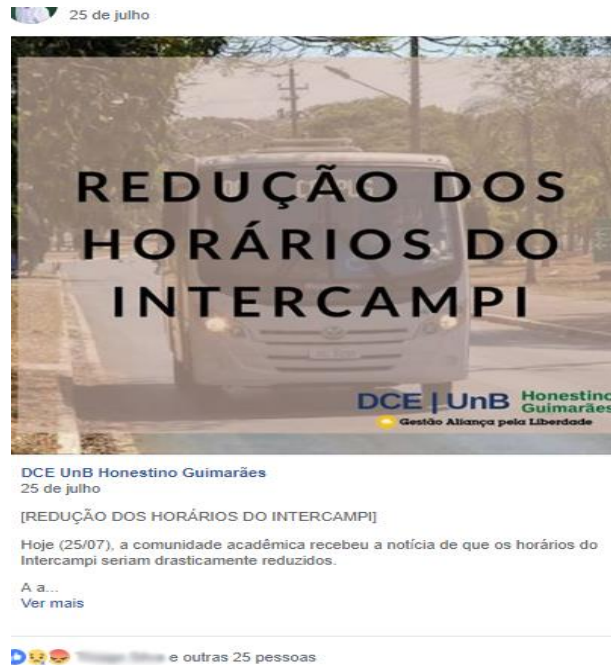 25 de julho
REDUÇÃO DOS
HORÁRIOS DO
INTERCAMPI
DCE | UnB Honestino
Guimarães
Gestão Aliança pela Liberdade
DCE UnB Honestino Guimarães
25 de julho
[REDUÇÃO DOS HORÁRIOS DO INTERCAMPI]
Hoje (25/07), a comunidade acadêmica recebeu a notícia de que os horários do
Intercampi seriam drasticamente reduzidos.
A a...
Ver mais
e outras 25 pessoas